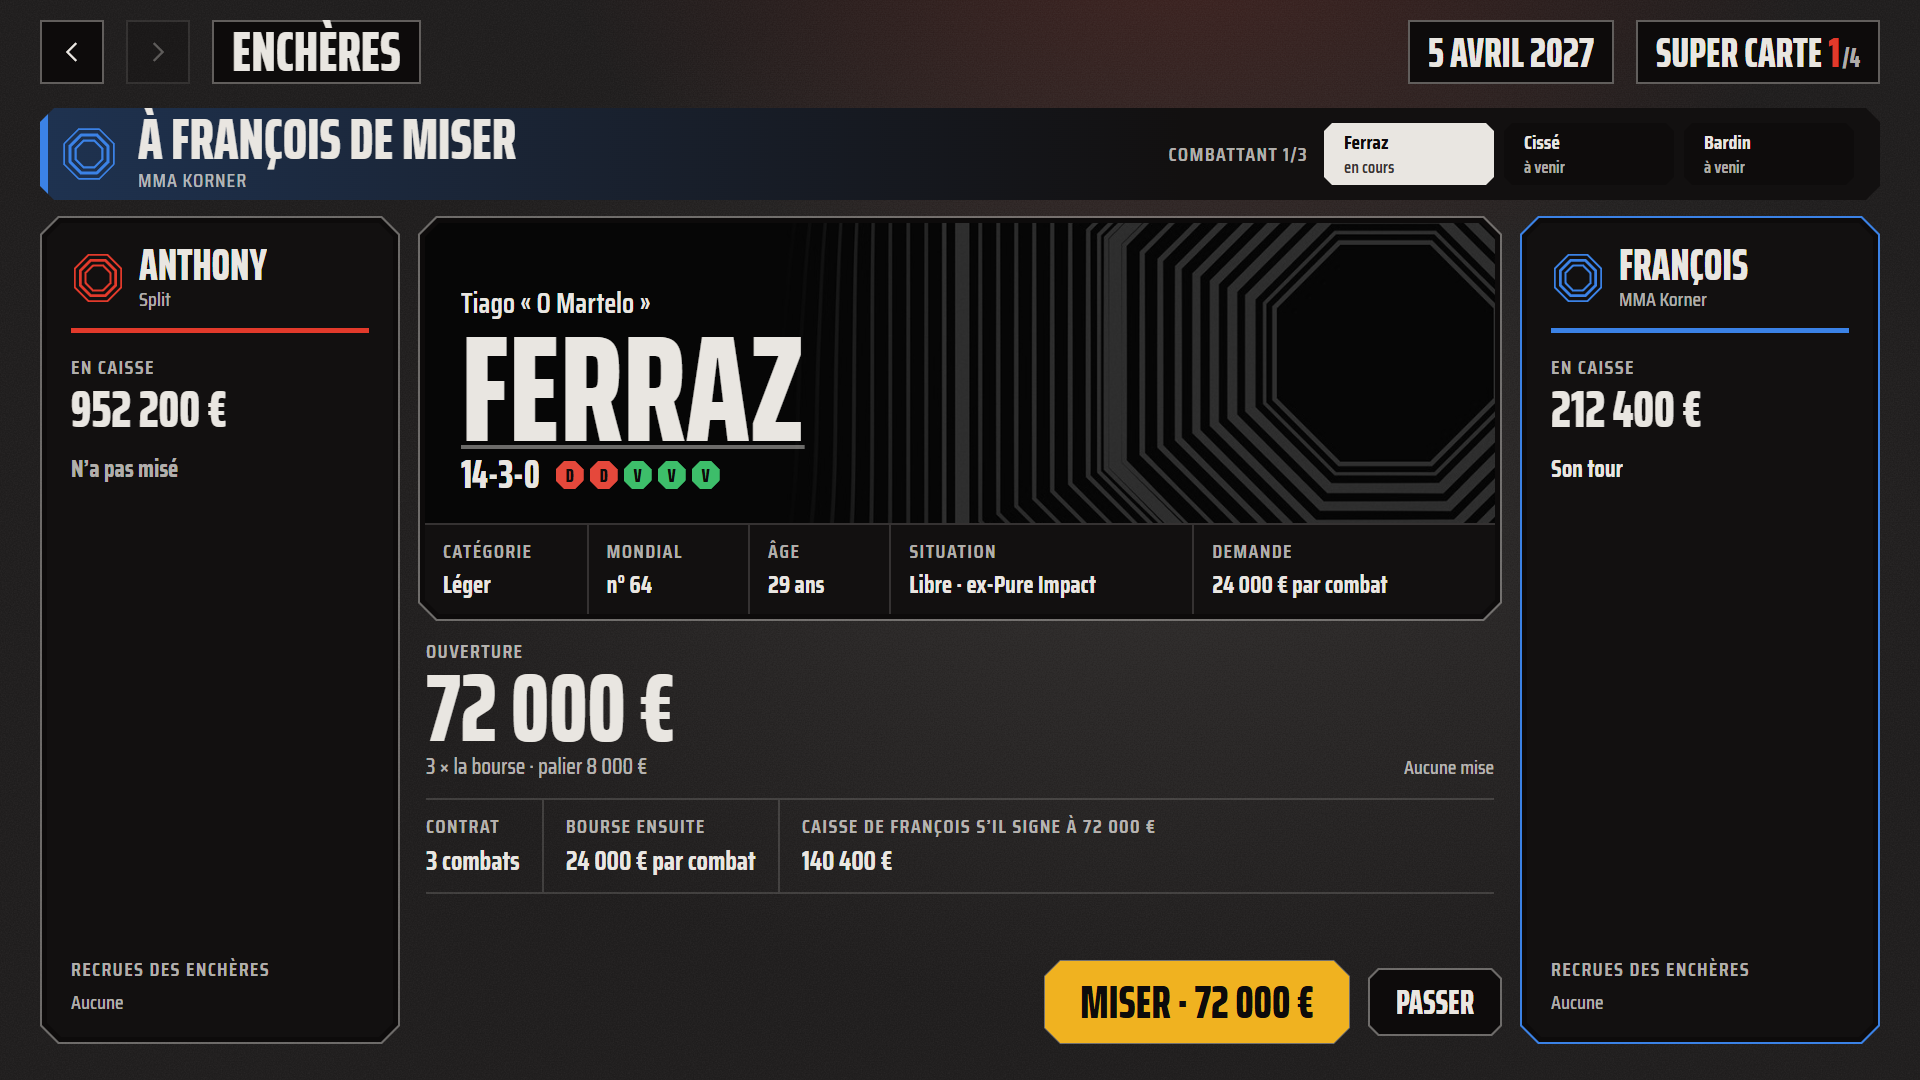 ENCHÈRES
5 AVRIL 2027
SUPER CARTE 1/4
À FRANÇOIS DE MISER
MMA KORNER
COMBATTANT 1/3
Ferraz
en cours
Cissé
à venir
Bardin
à venir
ANTHONY
Split
EN CAISSE
952 200 €
N'a pas misé
RECRUES DES ENCHÈRES
Aucune
Tiago « O Martelo »
FERRAZ
14-3-0 D D V V V
CATÉGORIE
Léger
MONDIAL
n° 64
ÂGE
29 ans
SITUATION
Libre · ex-Pure Impact
DEMANDE
24 000 € par combat
OUVERTURE
72 000 €
3 × la bourse · palier 8 000 €
Aucune mise
CONTRAT
3 combats
BOURSE ENSUITE
24 000 € par combat
CAISSE DE FRANÇOIS S'IL SIGNE À 72 000 €
140 400 €
MISER · 72 000 €
PASSER
FRANÇOIS
MMA Korner
EN CAISSE
212 400 €
Son tour
RECRUES DES ENCHÈRES
Aucune